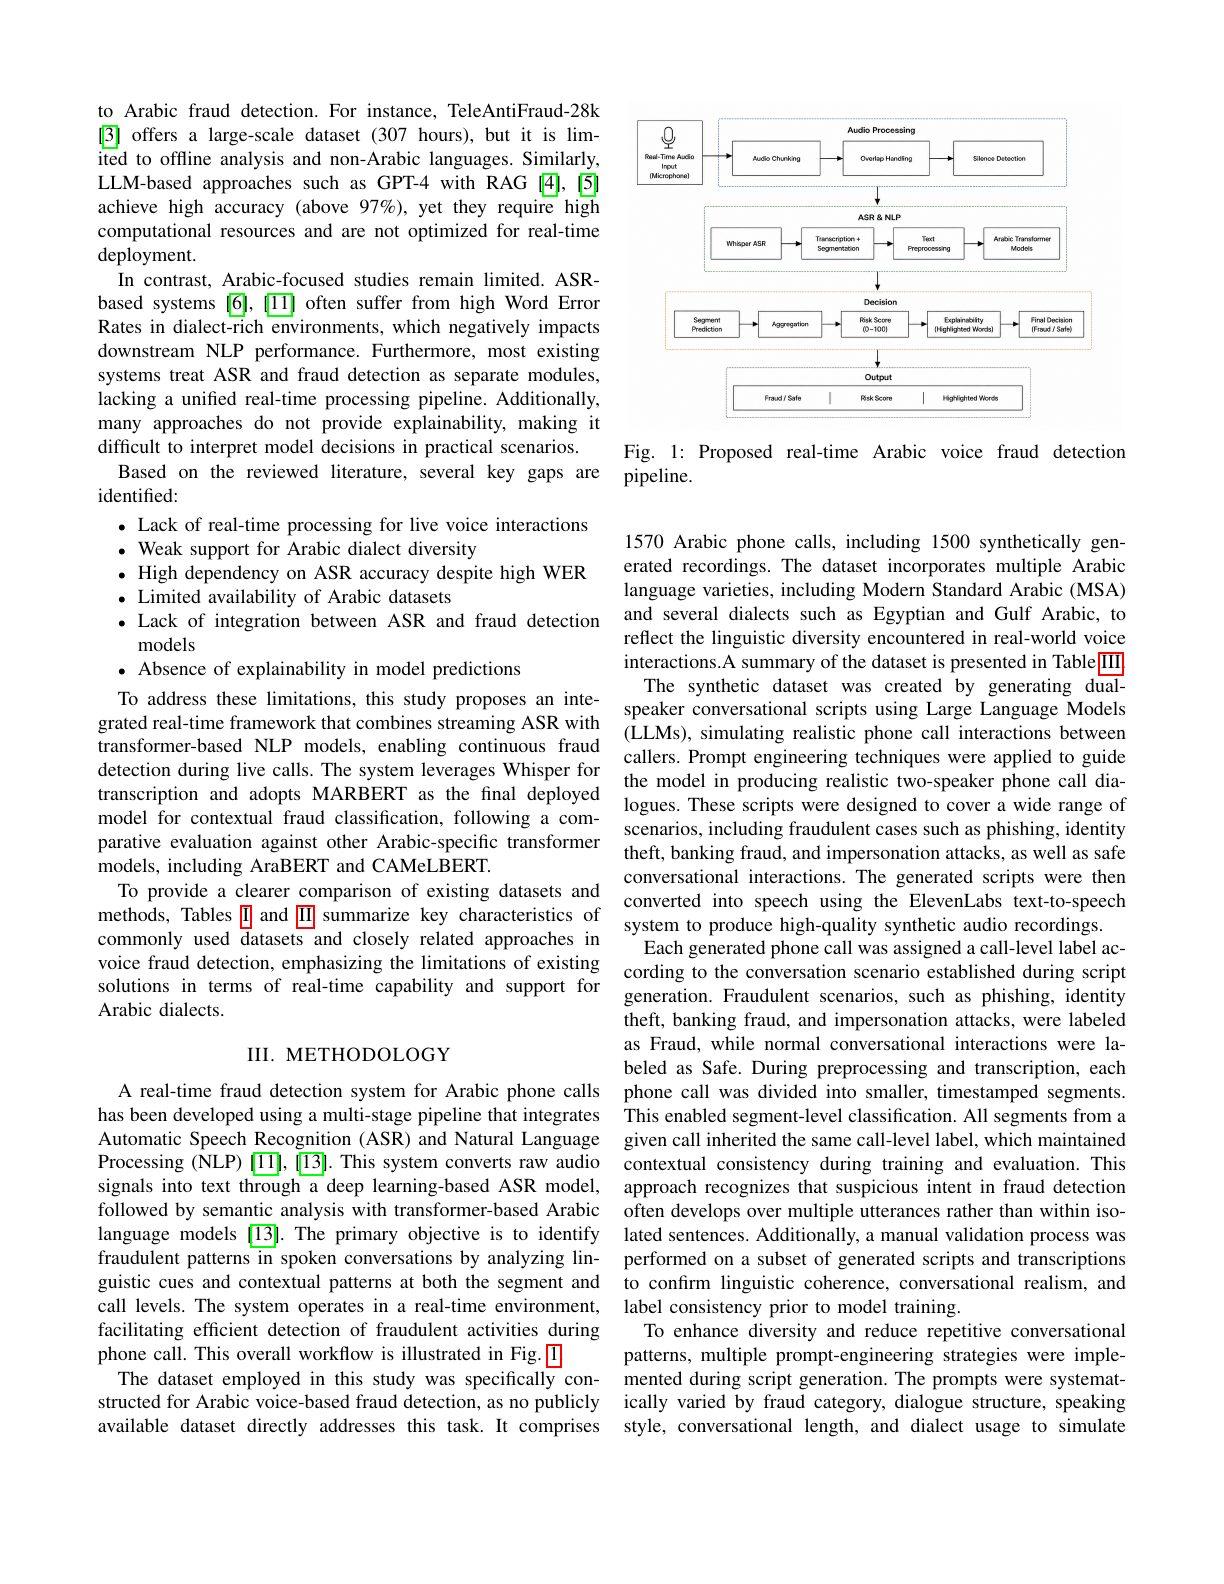 to Arabic fraud detection. For instance, TeleAntiFraud-28k
[3] offers a large-scale dataset (307 hours), but it is lim-
ited to offline analysis and non-Arabic languages. Similarly,
LLM-based approaches such as GPT-4 with RAG [4], [5]
achieve high accuracy (above 97%), yet they require high
computational resources and are not optimized for real-time
deployment.
In contrast, Arabic-focused studies remain limited. ASR-
based systems [6], [11] often suffer from high Word Error
Rates in dialect-rich environments, which negatively impacts
downstream NLP performance. Furthermore, most existing
systems treat ASR and fraud detection as separate modules,
lacking a unified real-time processing pipeline. Additionally,
many approaches do not provide explainability, making it
difficult to interpret model decisions in practical scenarios.
Based on the reviewed literature, several key gaps are
identified:
• Lack of real-time processing for live voice interactions
• Weak support for Arabic dialect diversity
• High dependency on ASR accuracy despite high WER
• Limited availability of Arabic datasets
• Lack of integration between ASR and fraud detection
models
• Absence of explainability in model predictions
To address these limitations, this study proposes an inte-
grated real-time framework that combines streaming ASR with
transformer-based NLP models, enabling continuous fraud
detection during live calls. The system leverages Whisper for
transcription and adopts MARBERT as the final deployed
model for contextual fraud classification, following a com-
parative evaluation against other Arabic-specific transformer
models, including AraBERT and CAMeLBERT.
To provide a clearer comparison of existing datasets and
methods, Tables I and II summarize key characteristics of
commonly used datasets and closely related approaches in
voice fraud detection, emphasizing the limitations of existing
solutions in terms of real-time capability and support for
Arabic dialects.
III. METHODOLOGY
A real-time fraud detection system for Arabic phone calls
has been developed using a multi-stage pipeline that integrates
Automatic Speech Recognition (ASR) and Natural Language
Processing (NLP) [11], [13]. This system converts raw audio
signals into text through a deep learning-based ASR model,
followed by semantic analysis with transformer-based Arabic
language models [13]. The primary objective is to identify
fraudulent patterns in spoken conversations by analyzing lin-
guistic cues and contextual patterns at both the segment and
call levels. The system operates in a real-time environment,
facilitating efficient detection of fraudulent activities during
phone call. This overall workflow is illustrated in Fig. 1
The dataset employed in this study was specifically con-
structed for Arabic voice-based fraud detection, as no publicly
available dataset directly addresses this task. It comprises
Audio Processing
Real-Time Audio
Input
(Microphone)
Audio Chunking
Overlap Handling
Silence Detection
ASR & NLP
Whisper ASR
Transcription +
Segmentation
Text
Preprocessing
Arabic Transformer
Models
Decision
Segment
Prediction
Aggregation
Risk Score
(0–100)
Explainability
(Highlighted Words)
Final Decision
(Fraud / Safe)
Output
Fraud / Safe | Risk Score | Highlighted Words
Fig. 1: Proposed real-time Arabic voice fraud detection
pipeline.
1570 Arabic phone calls, including 1500 synthetically gen-
erated recordings. The dataset incorporates multiple Arabic
language varieties, including Modern Standard Arabic (MSA)
and several dialects such as Egyptian and Gulf Arabic, to
reflect the linguistic diversity encountered in real-world voice
interactions.A summary of the dataset is presented in Table III.
The synthetic dataset was created by generating dual-
speaker conversational scripts using Large Language Models
(LLMs), simulating realistic phone call interactions between
callers. Prompt engineering techniques were applied to guide
the model in producing realistic two-speaker phone call dia-
logues. These scripts were designed to cover a wide range of
scenarios, including fraudulent cases such as phishing, identity
theft, banking fraud, and impersonation attacks, as well as safe
conversational interactions. The generated scripts were then
converted into speech using the ElevenLabs text-to-speech
system to produce high-quality synthetic audio recordings.
Each generated phone call was assigned a call-level label ac-
cording to the conversation scenario established during script
generation. Fraudulent scenarios, such as phishing, identity
theft, banking fraud, and impersonation attacks, were labeled
as Fraud, while normal conversational interactions were la-
beled as Safe. During preprocessing and transcription, each
phone call was divided into smaller, timestamped segments.
This enabled segment-level classification. All segments from a
given call inherited the same call-level label, which maintained
contextual consistency during training and evaluation. This
approach recognizes that suspicious intent in fraud detection
often develops over multiple utterances rather than within iso-
lated sentences. Additionally, a manual validation process was
performed on a subset of generated scripts and transcriptions
to confirm linguistic coherence, conversational realism, and
label consistency prior to model training.
To enhance diversity and reduce repetitive conversational
patterns, multiple prompt-engineering strategies were imple-
mented during script generation. The prompts were systemat-
ically varied by fraud category, dialogue structure, speaking
style, conversational length, and dialect usage to simulate